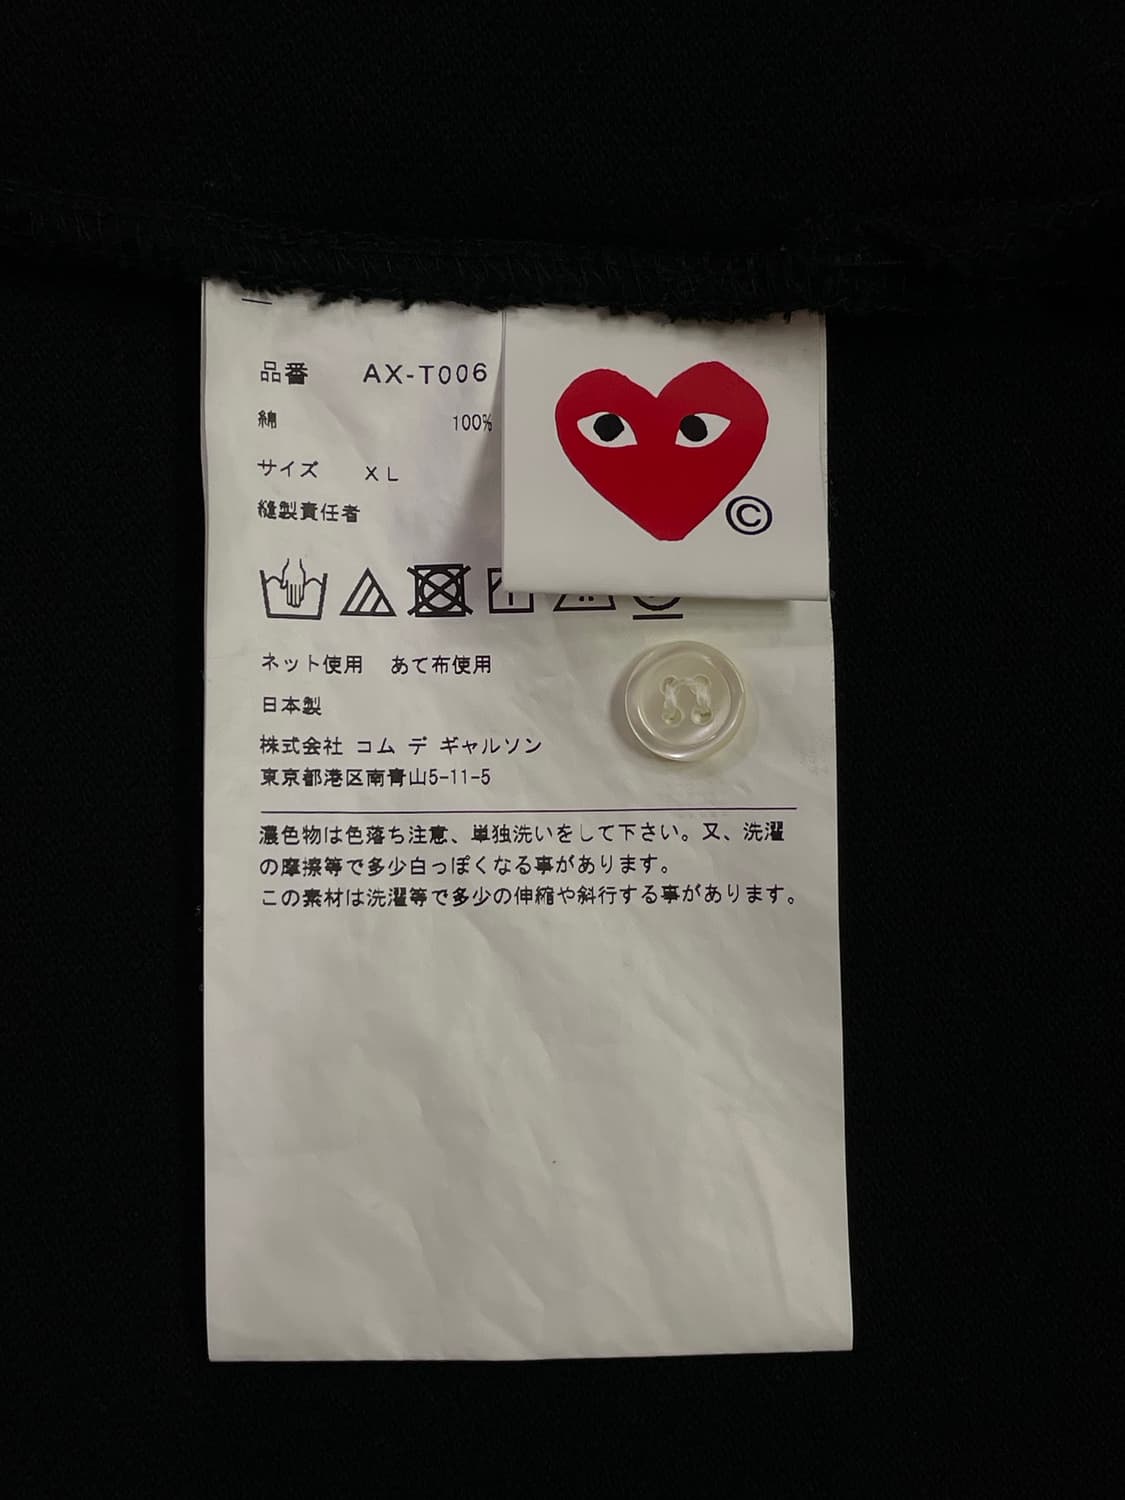 品番 AX-T006
綿 100%
サイズ XL
縫製責任者
©
ネット使用 あて布使用
日本製
株式会社 コム デ ギャルソン
東京都港区南青山5-11-5
濃色物は色落ち注意、単独洗いをして下さい。又、洗濯
の摩擦等で多少白っぽくなる事があります。
この素材は洗濯等で多少の伸縮や斜行する事があります。